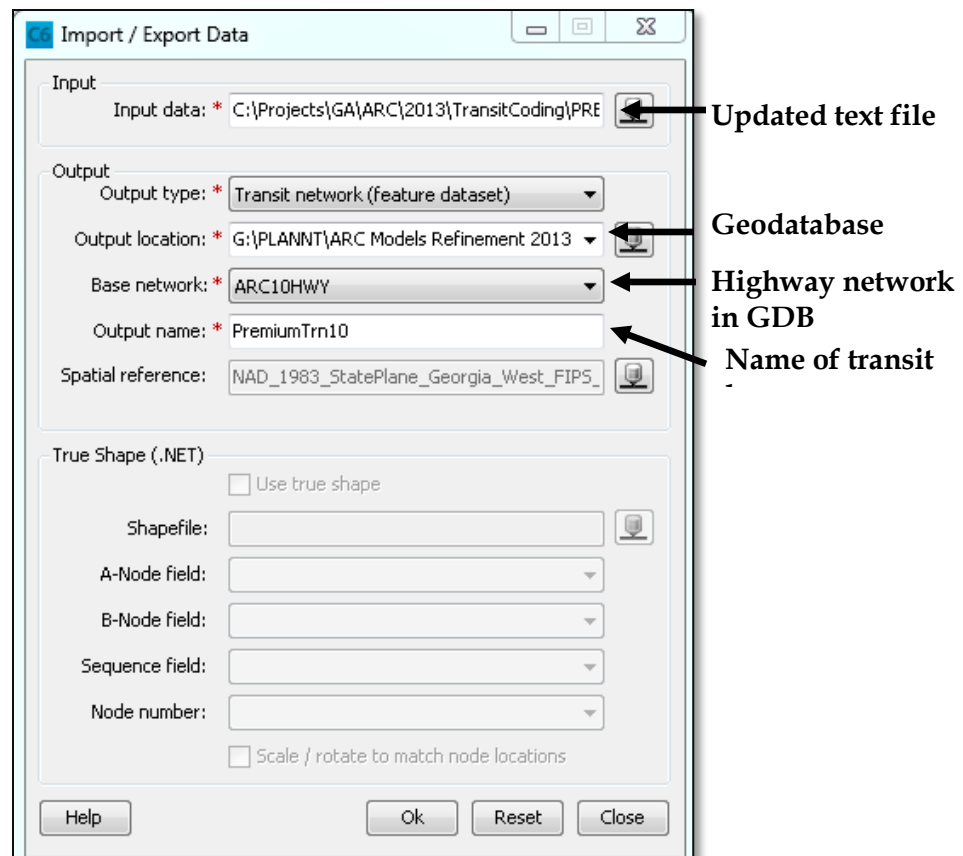 C6 Import / Export Data
Input
Input data: * C:\Projects\GA\ARC\2013\TransitCoding\PRE
Updated text file
Output
Output type: * Transit network (feature dataset)
Output location: * G:\PLANNT\ARC Models Refinement 2013
Geodatabase
Base network: * ARC10HWY
Highway network
in GDB
Output name: * PremiumTrn10
Name of transit
Spatial reference: NAD_1983_StatePlane_Georgia_West_FIPS_
True Shape (.NET)
Use true shape
Shapefile:
A-Node field:
B-Node field:
Sequence field:
Node number:
Scale / rotate to match node locations
Help Ok Reset Close